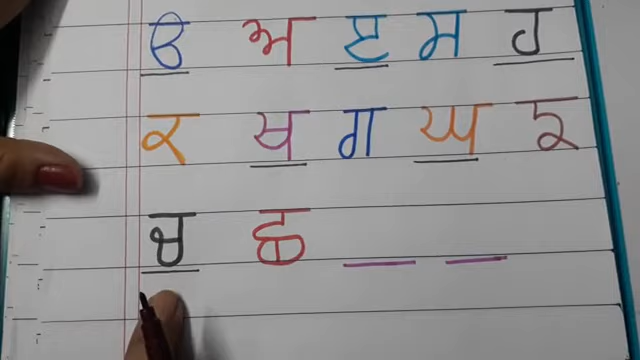 ੳ ਅ ੲ ਸ ਹ
ਕ ਖ ਗ ਘ ਙ
ਚ ਛ